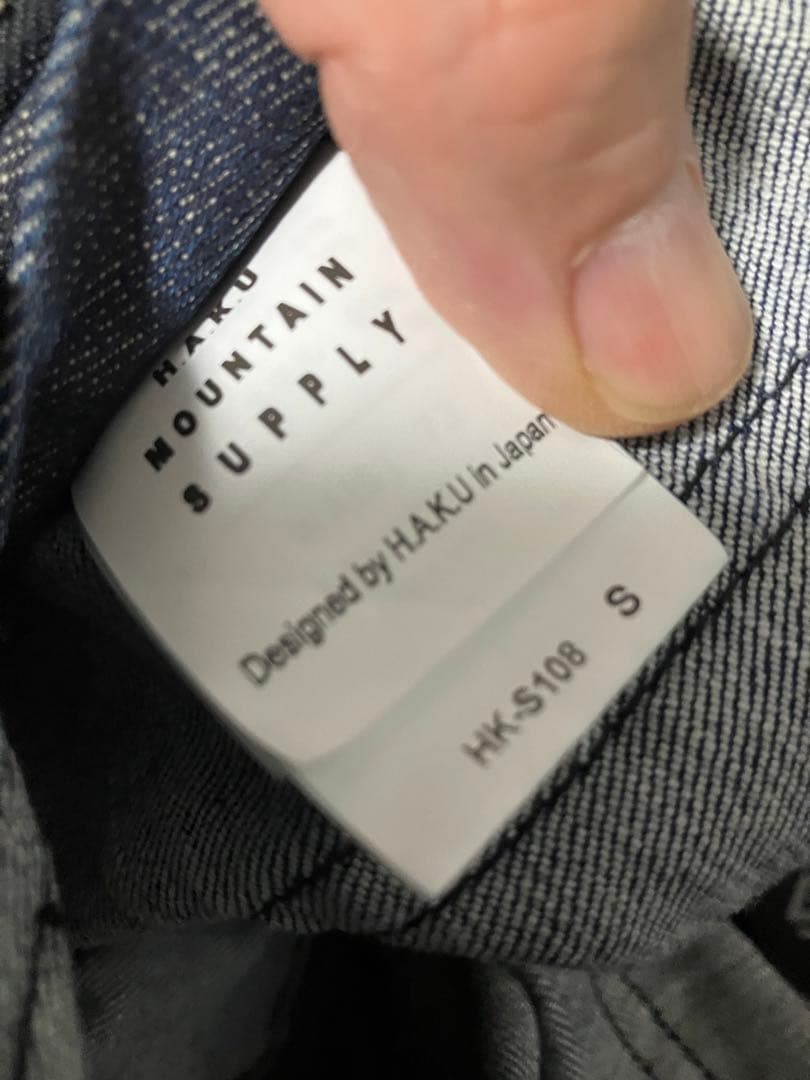 H.A.K.U
MOUNTAIN
SUPPLY
Designed by H.A.K.U in Japan
HK-S108 S